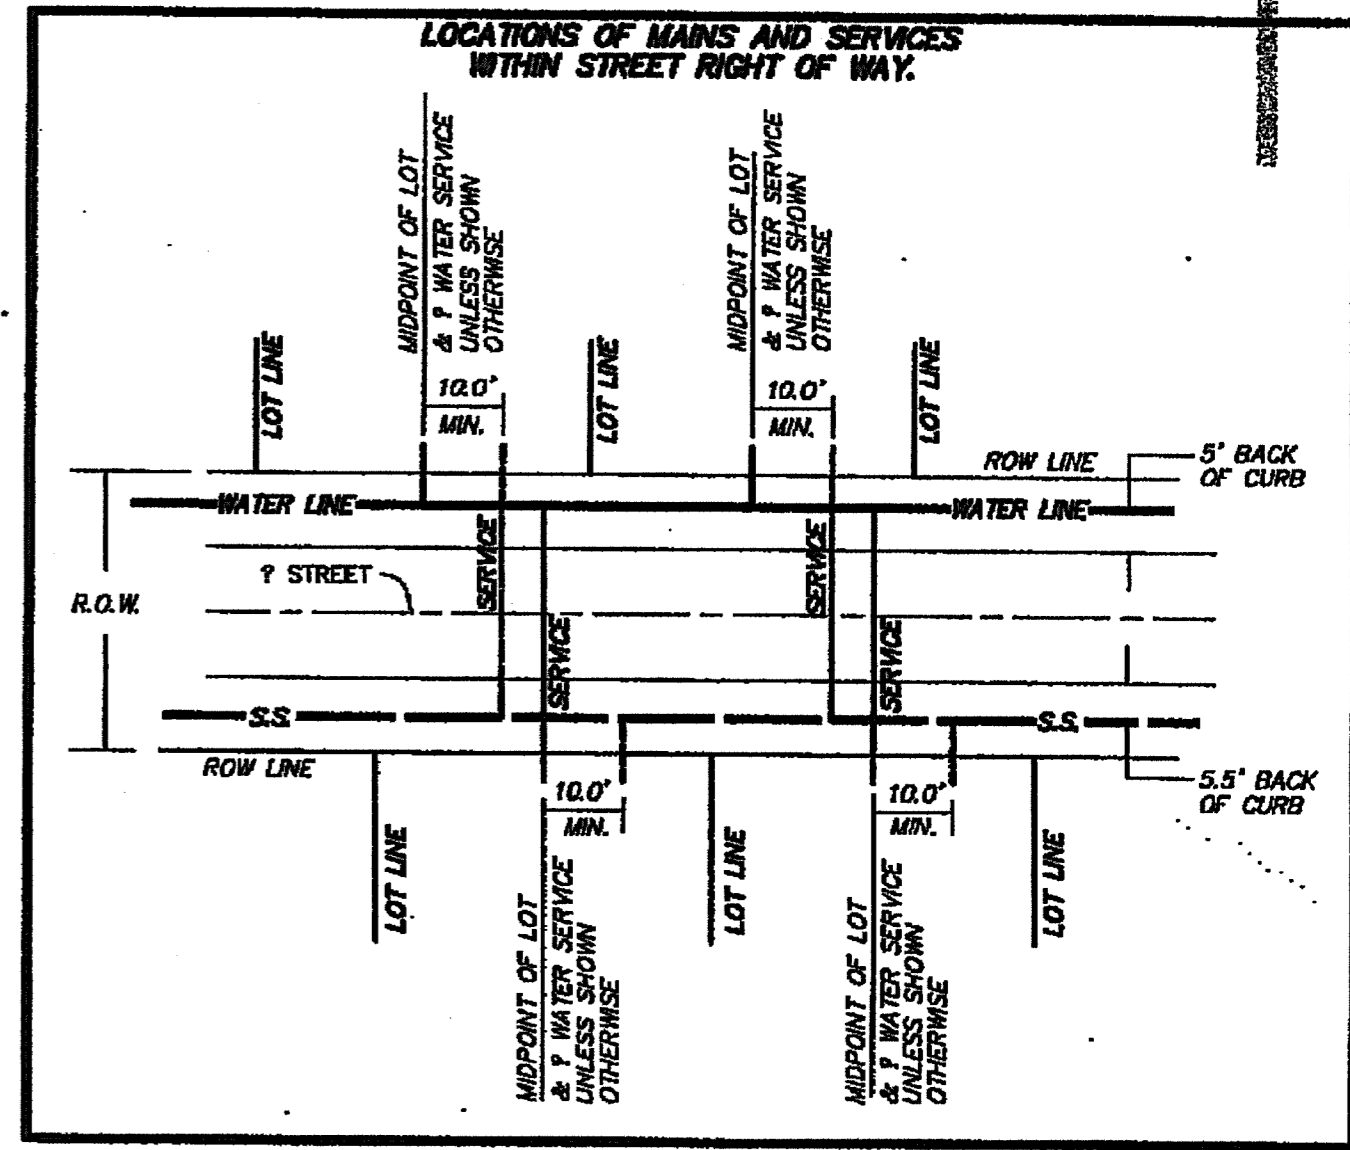 LOCATIONS OF MAINS AND SERVICES
WITHIN STREET RIGHT OF WAY.
MIDPOINT OF LOT
& ? WATER SERVICE
UNLESS SHOWN
OTHERWISE
MIDPOINT OF LOT
& ? WATER SERVICE
UNLESS SHOWN
OTHERWISE
LOT LINE
10.0'
MIN.
LOT LINE
10.0'
MIN.
LOT LINE
ROW LINE
5' BACK
OF CURB
WATER LINE
WATER LINE
SERVICE
SERVICE
? STREET
R.O.W.
SERVICE
SERVICE
S.S.
S.S.
ROW LINE
5.5' BACK
OF CURB
10.0'
MIN.
10.0'
MIN.
LOT LINE
LOT LINE
LOT LINE
MIDPOINT OF LOT
& ? WATER SERVICE
UNLESS SHOWN
OTHERWISE
MIDPOINT OF LOT
& ? WATER SERVICE
UNLESS SHOWN
OTHERWISE